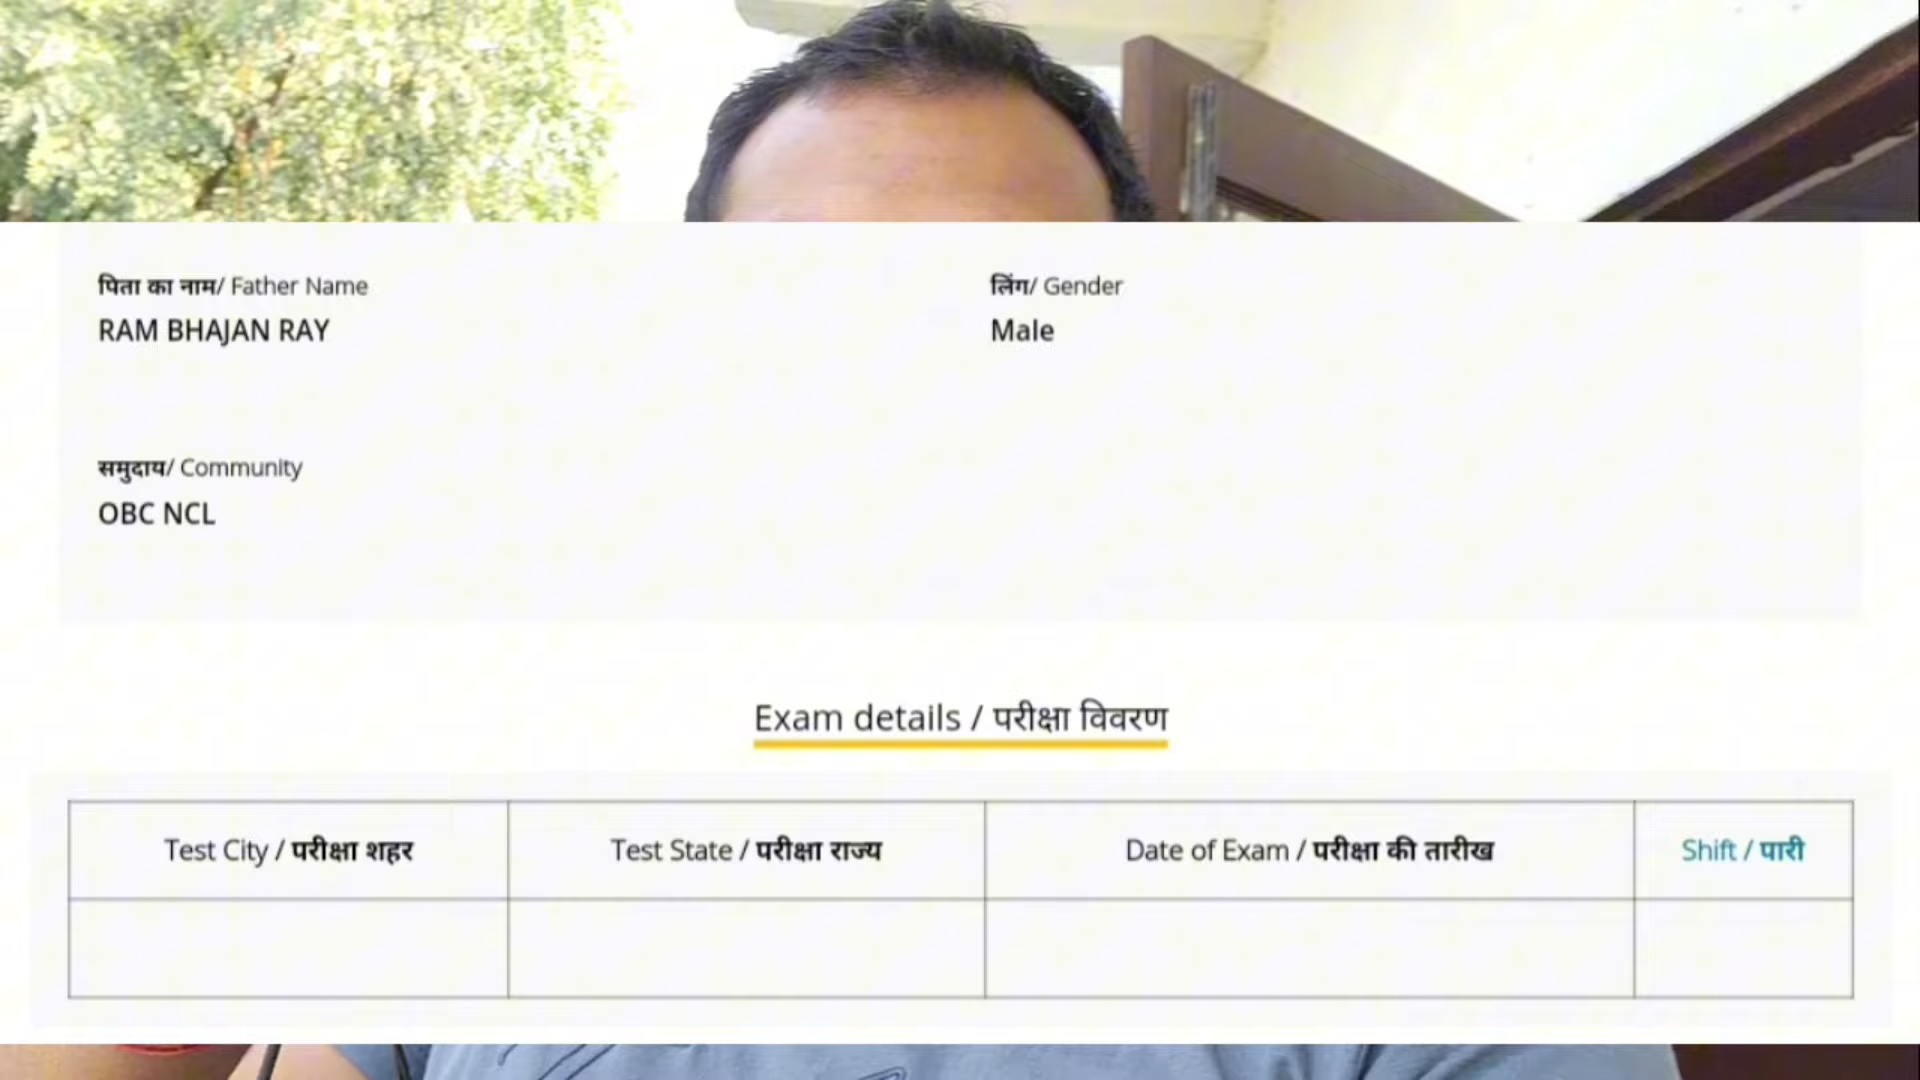 पिता का नाम/ Father Name
RAM BHAJAN RAY
लिंग/ Gender
Male
समुदाय/ Community
OBC NCL
Exam details / परीक्षा विवरण
Test City / परीक्षा शहर
Test State / परीक्षा राज्य
Date of Exam / परीक्षा की तारीख
Shift / पारी